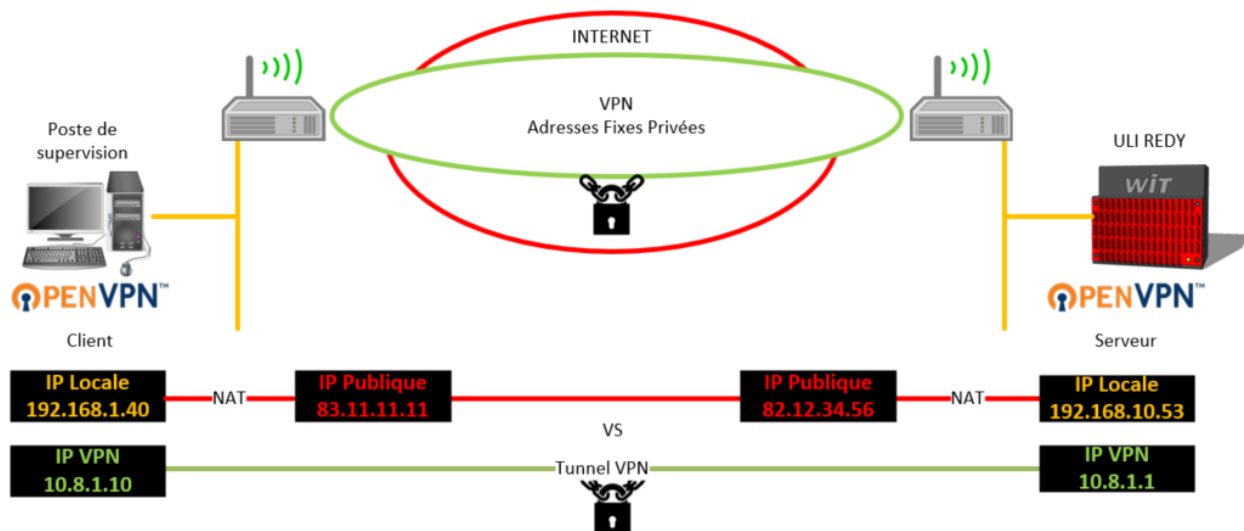 INTERNET
VPN
Adresses Fixes Privées
Poste de
supervision
ULI REDY
WiT
OPENVPN™
OPENVPN™
Client
Serveur
IP Locale
192.168.1.40
NAT
IP Publique
83.11.11.11
IP Publique
82.12.34.56
NAT
IP Locale
192.168.10.53
VS
IP VPN
10.8.1.10
Tunnel VPN
IP VPN
10.8.1.1